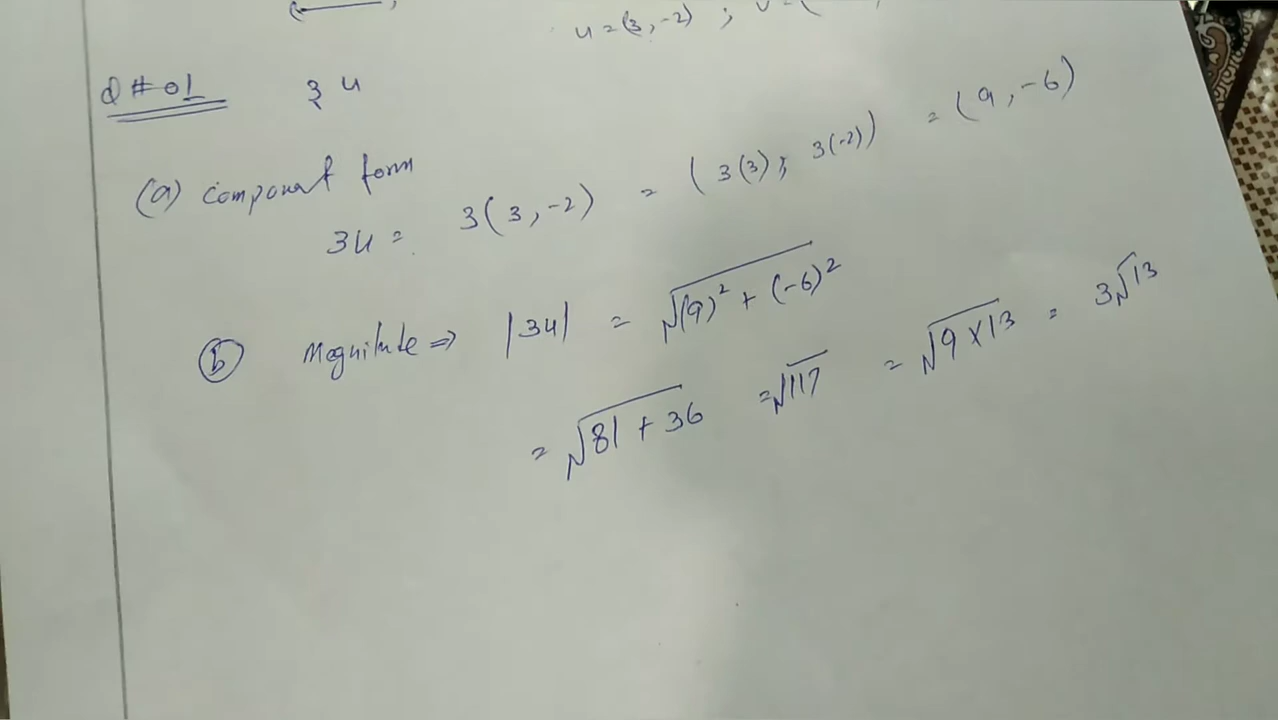 u = (3, -2) ; v = (
Q # 01 3 u
(a) component form
3u = 3(3, -2) = (3(3), 3(-2)) = (9, -6)
(b) Magnitude ⇒ |3u| = √(9)² + (-6)²
= √81 + 36 = √117 = √9×13 = 3√13